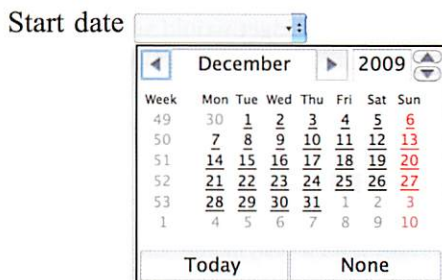 Start date
December 2009
Week Mon Tue Wed Thu Fri Sat Sun
49 30 1 2 3 4 5 6
50 7 8 9 10 11 12 13
51 14 15 16 17 18 19 20
52 21 22 23 24 25 26 27
53 28 29 30 31 1 2 3
1 4 5 6 7 8 9 10
Today None